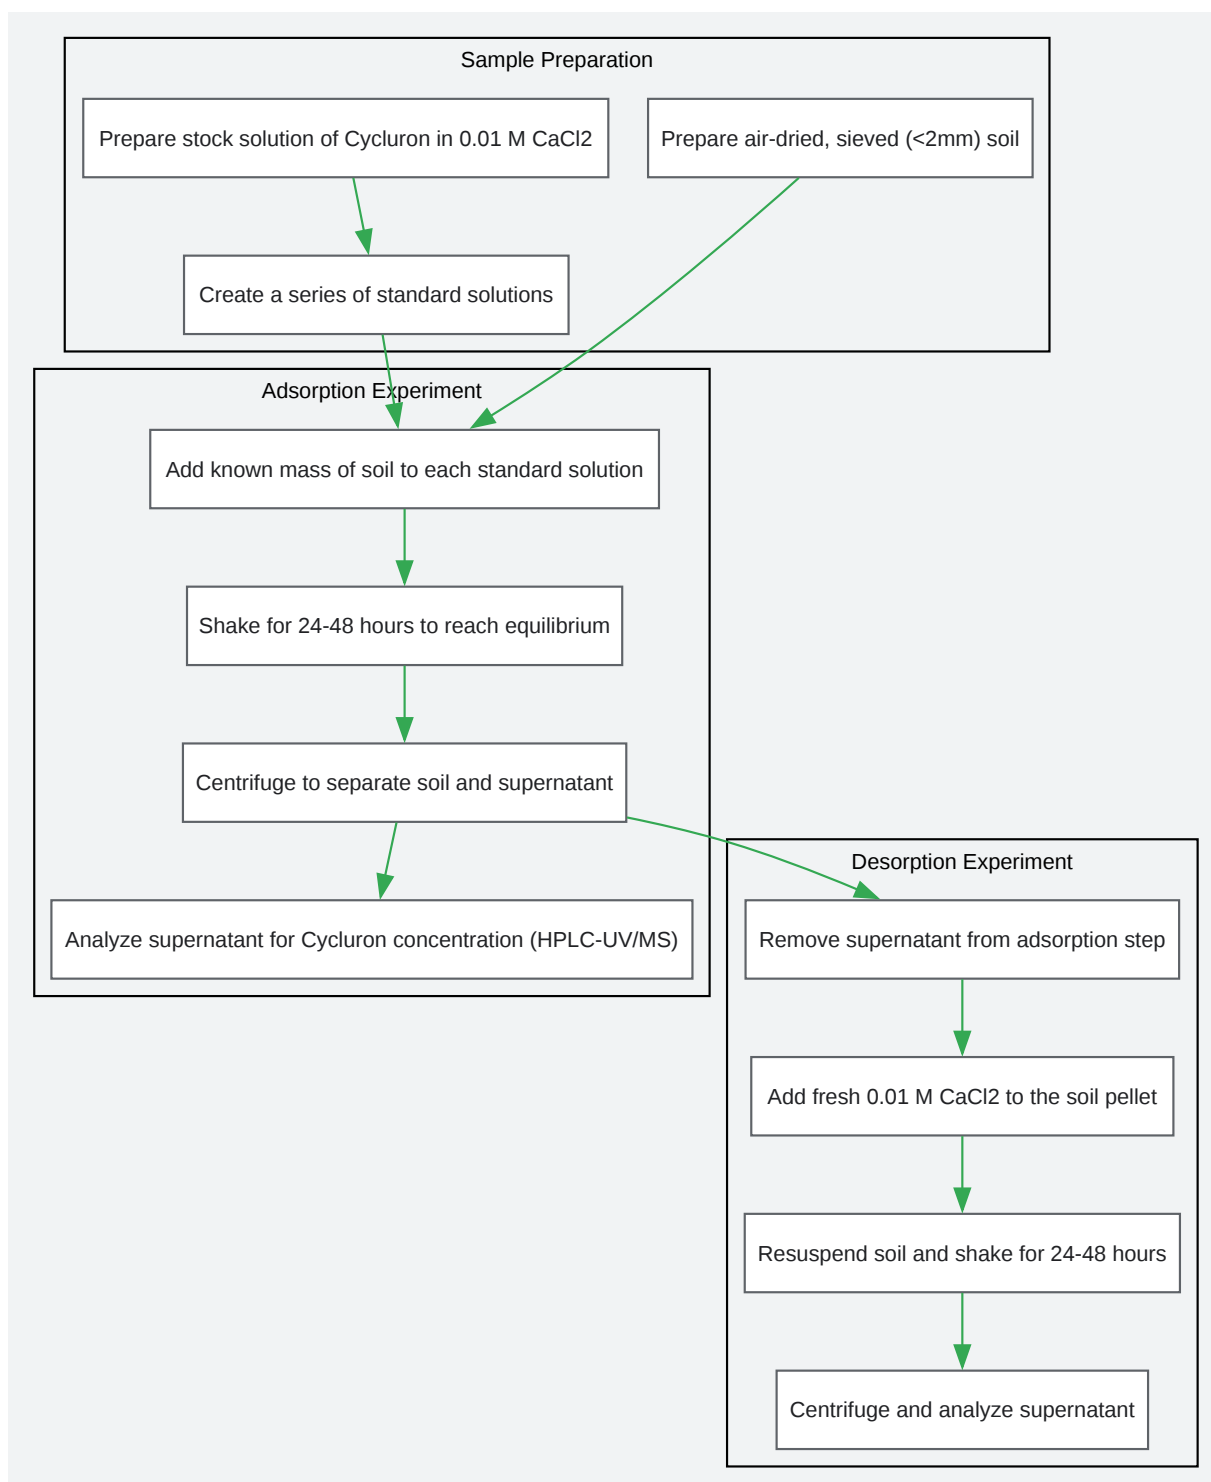 Sample Preparation
Prepare stock solution of Cycluron in 0.01 M CaCl2
Prepare air-dried, sieved (<2mm) soil
Create a series of standard solutions
Adsorption Experiment
Add known mass of soil to each standard solution
Shake for 24-48 hours to reach equilibrium
Centrifuge to separate soil and supernatant
Analyze supernatant for Cycluron concentration (HPLC-UV/MS)
Desorption Experiment
Remove supernatant from adsorption step
Add fresh 0.01 M CaCl2 to the soil pellet
Resuspend soil and shake for 24-48 hours
Centrifuge and analyze supernatant